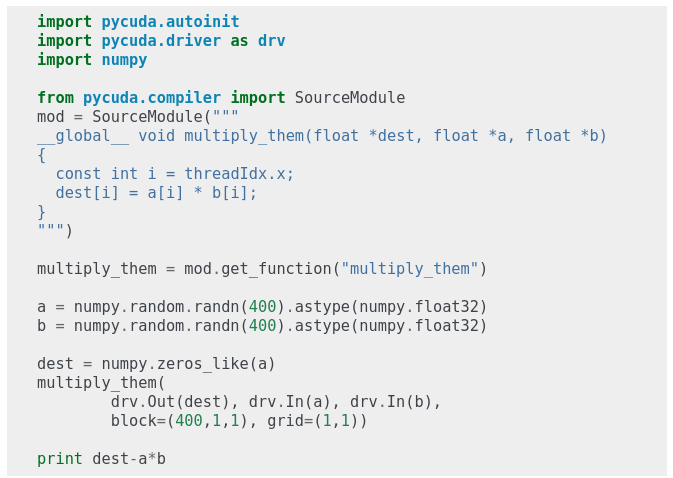 import pycuda.autoinit
import pycuda.driver as drv
import numpy

from pycuda.compiler import SourceModule
mod = SourceModule("""
__global__ void multiply_them(float *dest, float *a, float *b)
{
  const int i = threadIdx.x;
  dest[i] = a[i] * b[i];
}
""")

multiply_them = mod.get_function("multiply_them")

a = numpy.random.randn(400).astype(numpy.float32)
b = numpy.random.randn(400).astype(numpy.float32)

dest = numpy.zeros_like(a)
multiply_them(
        drv.Out(dest), drv.In(a), drv.In(b),
        block=(400,1,1), grid=(1,1))

print dest-a*b